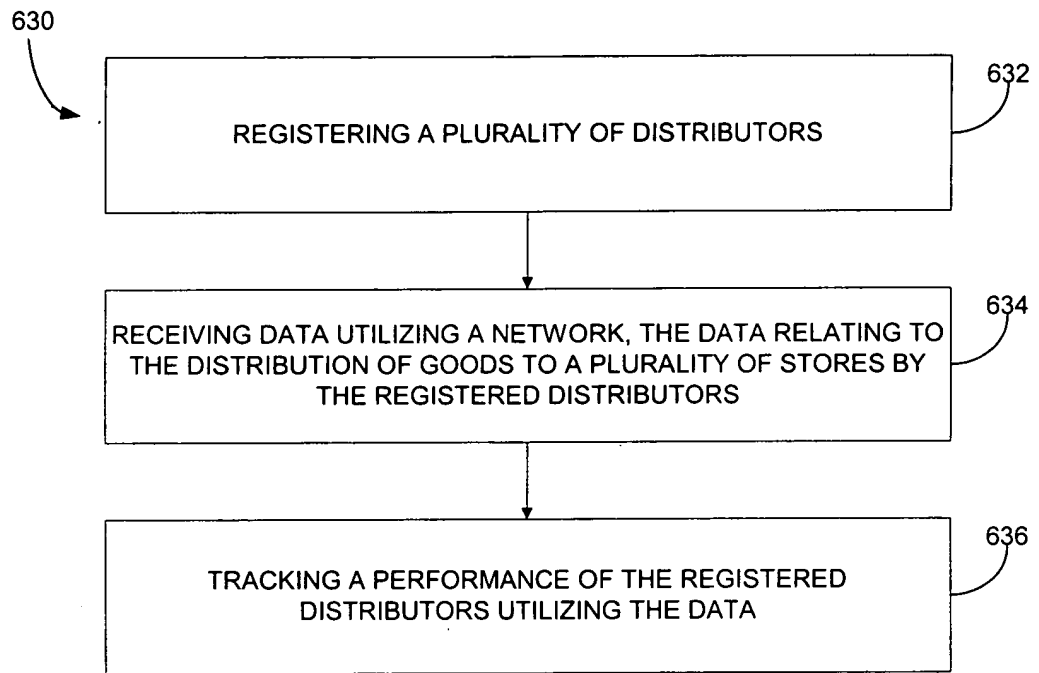 630
632
REGISTERING A PLURALITY OF DISTRIBUTORS
634
RECEIVING DATA UTILIZING A NETWORK, THE DATA RELATING TO
THE DISTRIBUTION OF GOODS TO A PLURALITY OF STORES BY
THE REGISTERED DISTRIBUTORS
636
TRACKING A PERFORMANCE OF THE REGISTERED
DISTRIBUTORS UTILIZING THE DATA